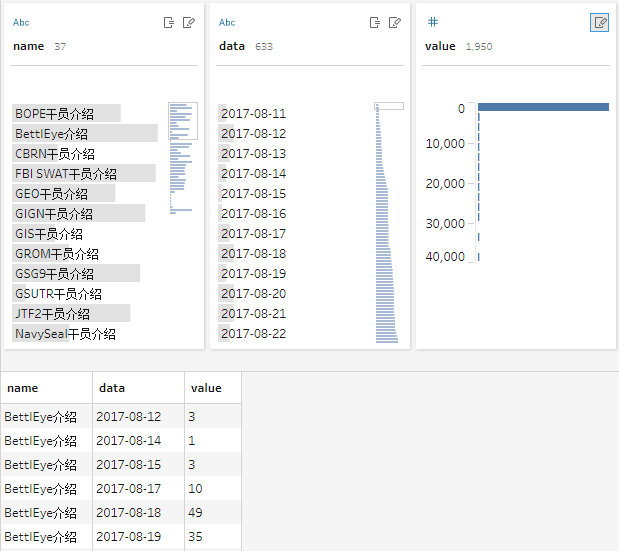 Abc
Abc
#
name 37
data 633
value 1,950
BOPE干员介绍
BettlEye介绍
CBRN干员介绍
FBI SWAT干员介绍
GEO干员介绍
GIGN干员介绍
GIS干员介绍
GROM干员介绍
GSG9干员介绍
GSUTR干员介绍
JTF2干员介绍
NavySeal干员介绍
2017-08-11
2017-08-12
2017-08-13
2017-08-14
2017-08-15
2017-08-16
2017-08-17
2017-08-18
2017-08-19
2017-08-20
2017-08-21
2017-08-22
0
10,000
20,000
30,000
40,000
name data value
BettlEye介绍 2017-08-12 3
BettlEye介绍 2017-08-14 1
BettlEye介绍 2017-08-15 3
BettlEye介绍 2017-08-17 10
BettlEye介绍 2017-08-18 49
BettlEye介绍 2017-08-19 35